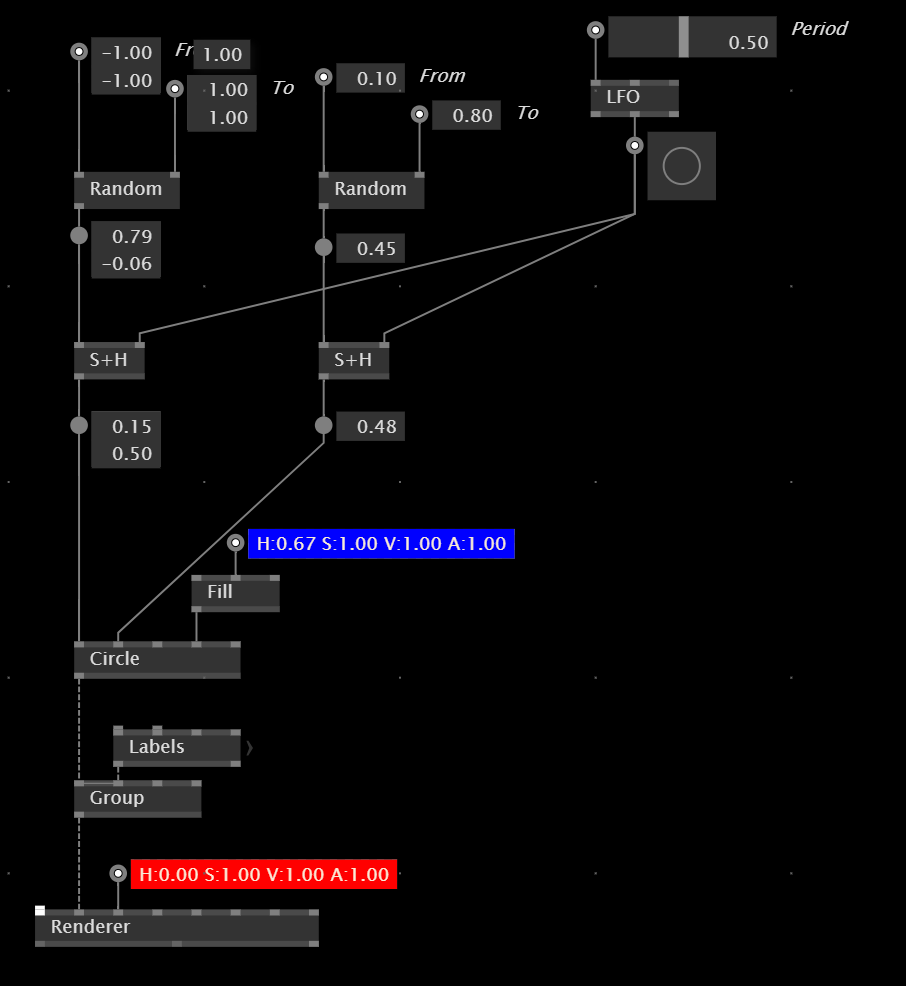 0.50
Period
-1.00
-1.00
Fr
1.00
1.00
1.00
To
0.10
From
0.80
To
LFO
Random
Random
0.79
-0.06
0.45
S+H
S+H
0.15
0.50
0.48
H:0.67 S:1.00 V:1.00 A:1.00
Fill
Circle
Labels
Group
H:0.00 S:1.00 V:1.00 A:1.00
Renderer